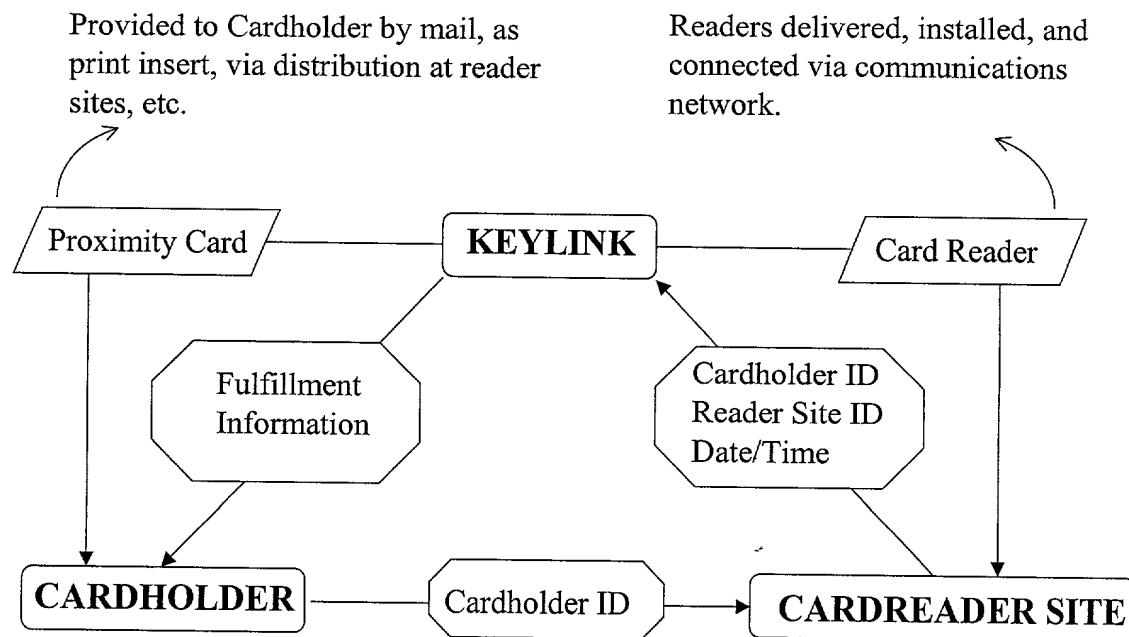 Provided to Cardholder by mail, as
print insert, via distribution at reader
sites, etc.
Readers delivered, installed, and
connected via communications
network.
Proximity Card
KEYLINK
Card Reader
Fulfillment
Information
Cardholder ID
Reader Site ID
Date/Time
CARDHOLDER
Cardholder ID
CARDREADER SITE